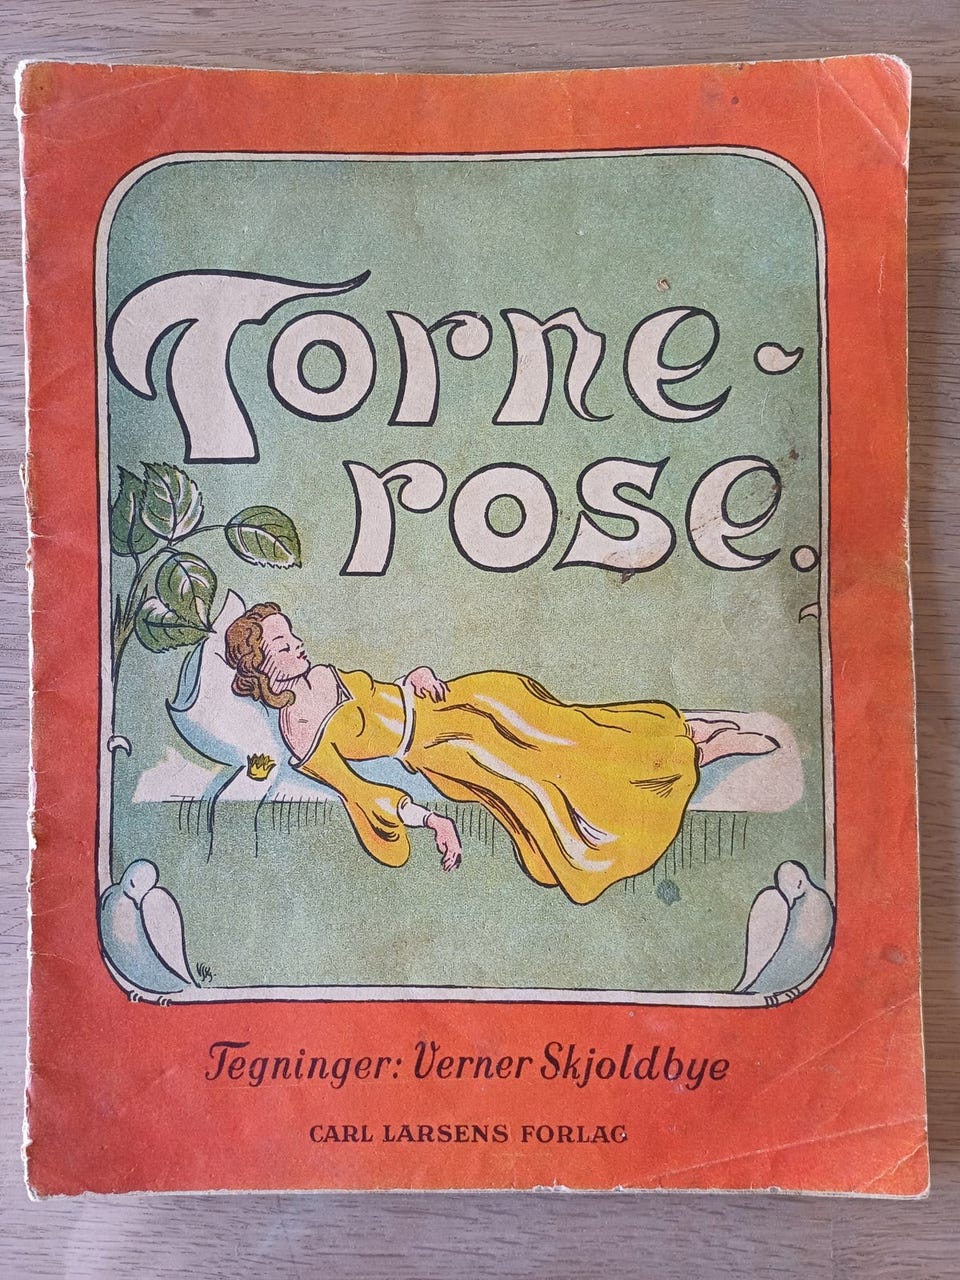 Torne-
rose.
Tegninger: Verner Skjoldbye
CARL LARSENS FORLAG